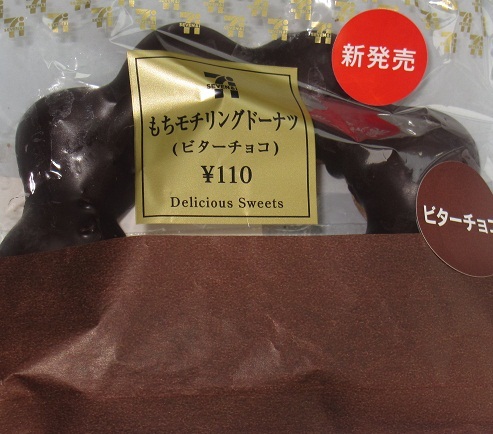 新発売
もちモチリングドーナツ
(ビターチョコ)
¥110
Delicious Sweets
ビターチョコ